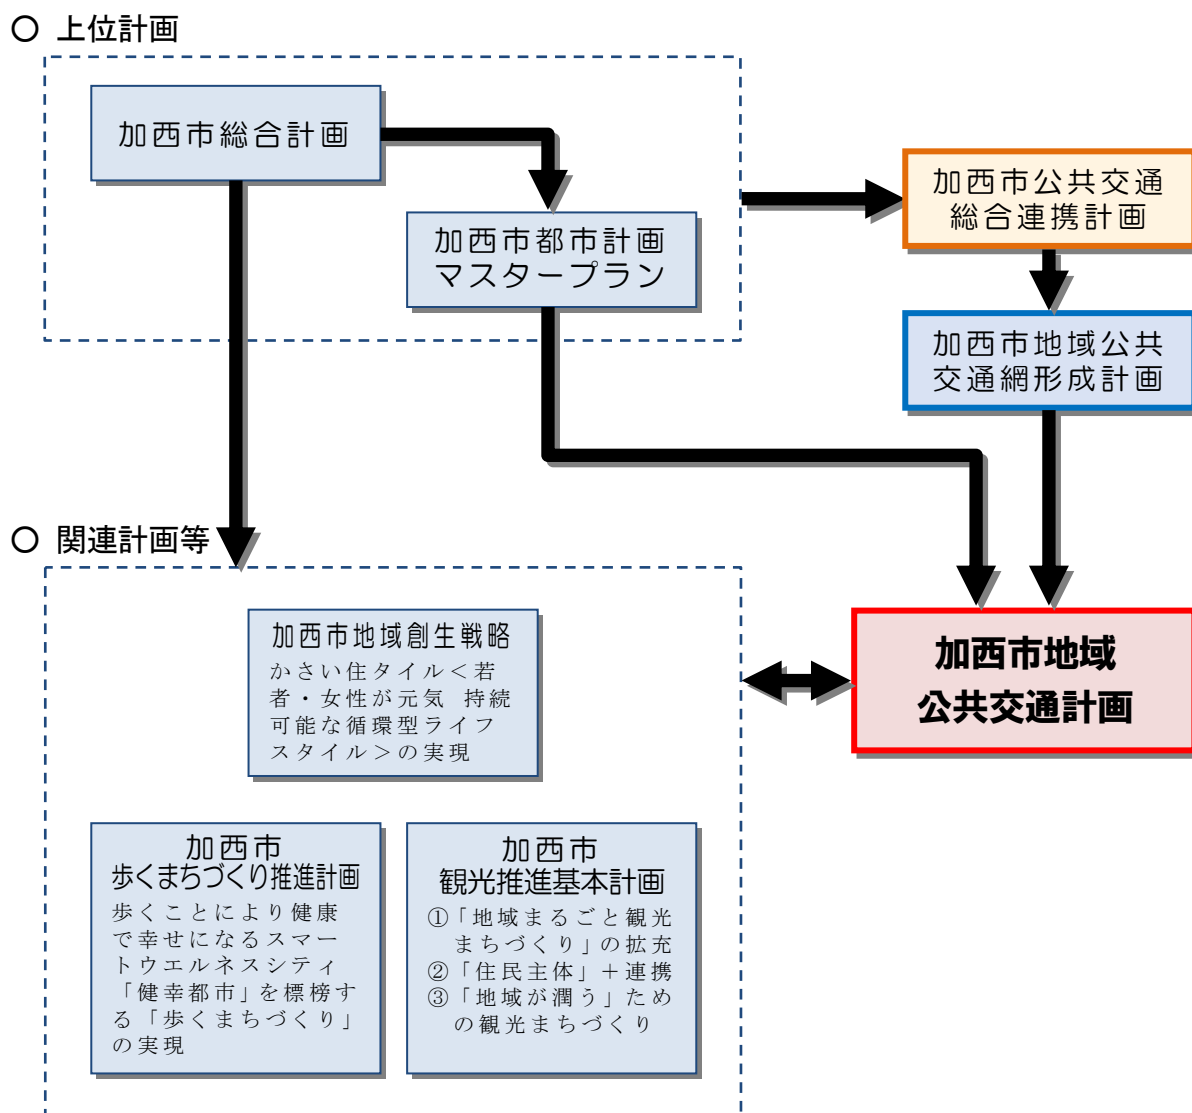 ○ 上位計画
加西市総合計画
加西市都市計画
マスタープラン
加西市公共交通
総合連携計画
加西市地域公共
交通網形成計画
○ 関連計画等
加西市地域創生戦略
かさい住タイル＜若
者・女性が元気 持続
可能な循環型ライフ
スタイル＞の実現
加西市地域
公共交通計画
加西市
歩くまちづくり推進計画
歩くことにより健康
で幸せになるスマー
トウエルネスシティ
「健幸都市」を標榜す
る「歩くまちづくり」
の実現
加西市
観光推進基本計画
①「地域まるごと観光
まちづくり」の拡充
②「住民主体」＋連携
③「地域が潤う」ため
の観光まちづくり